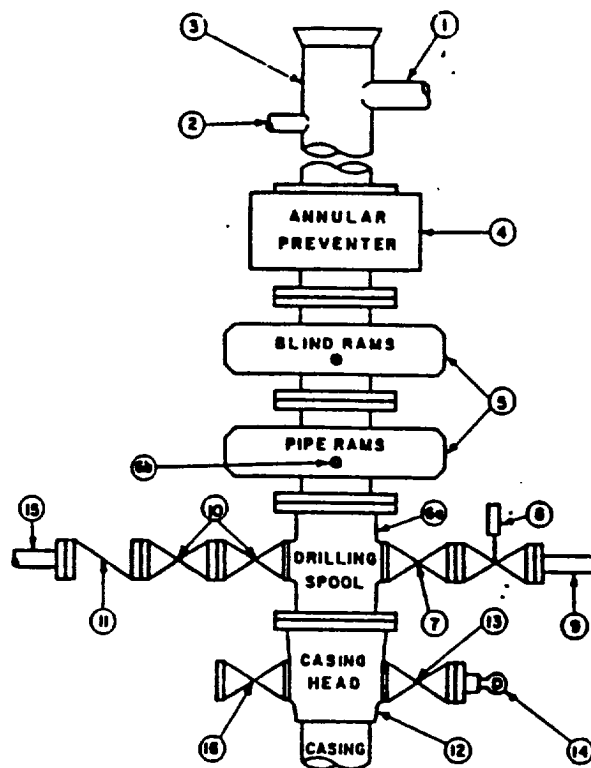 3
1
2
ANNULAR
PREVENTER
4
BLIND RAMS
5
PIPE RAMS
6b
15
10
6a
8
DRILLING
SPOOL
11
7
13
9
CASING
HEAD
16
12
14
CASING